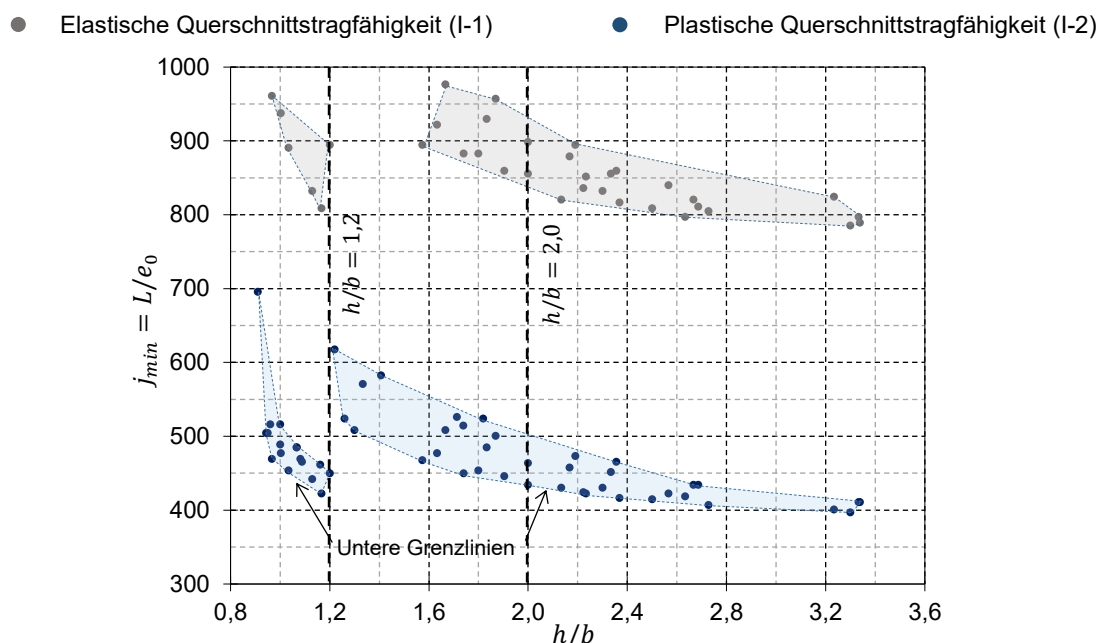 Elastische Querschnittstragfähigkeit (I-1)
Plastische Querschnittstragfähigkeit (I-2)
1000
900
800
700
600
500
400
300
j_min = L/e_0
h/b = 1,2
h/b = 2,0
Untere Grenzlinien
0,8
1,2
1,6
2,0
2,4
2,8
3,2
3,6
h/b